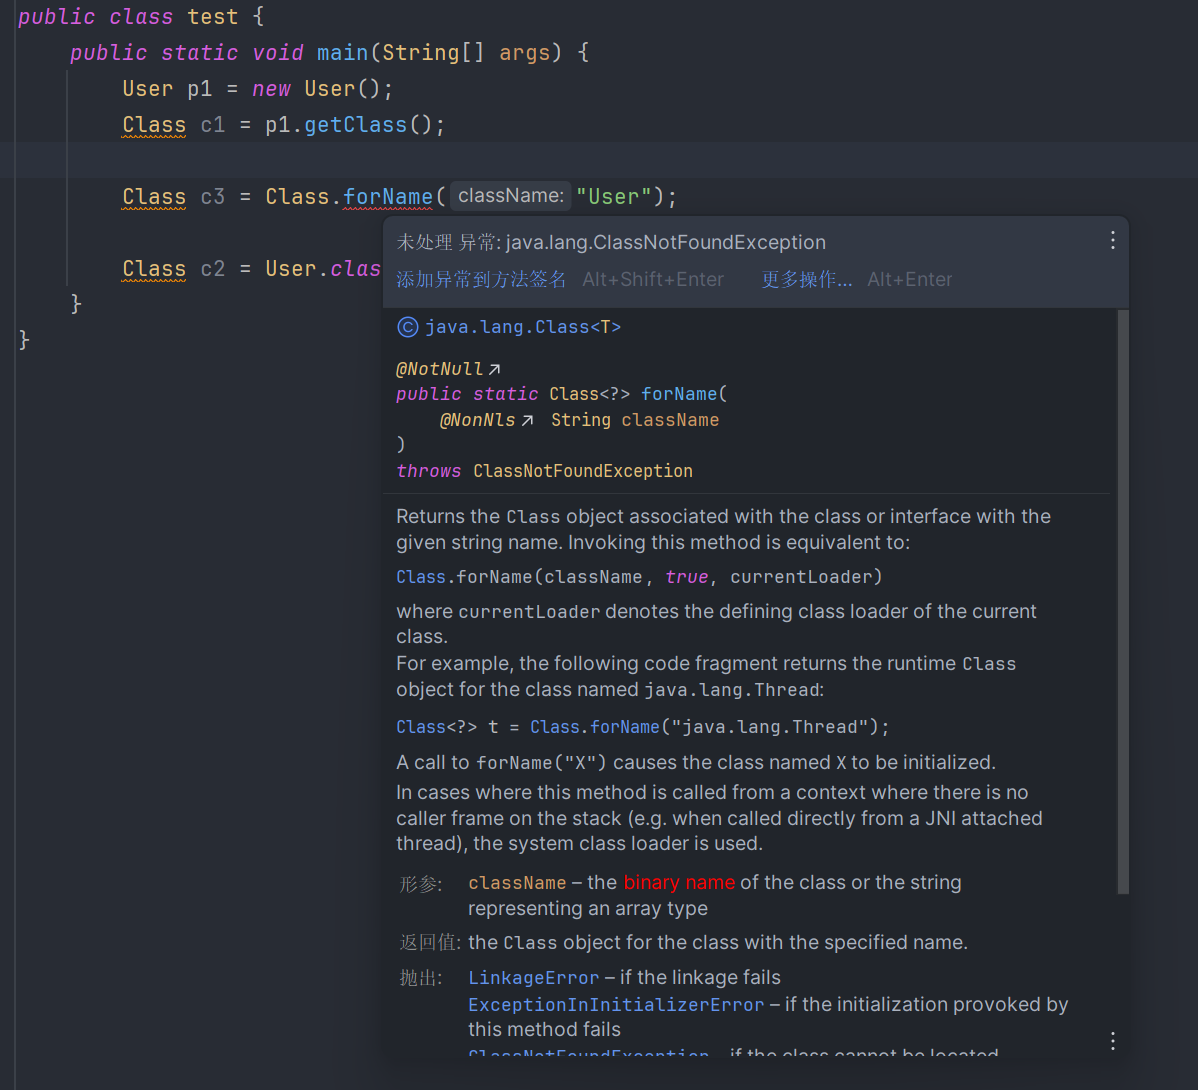 public class test {
public static void main(String[] args) {
User p1 = new User();
Class c1 = p1.getClass();
Class c3 = Class.forName( className: "User");
Class c2 = User.clas
}
}
未处理 异常: java.lang.ClassNotFoundException
添加异常到方法签名 Alt+Shift+Enter 更多操作... Alt+Enter
C java.lang.Class<T>
@NotNull↗
public static Class<?> forName(
@NonNls↗ String className
)
throws ClassNotFoundException
Returns the Class object associated with the class or interface with the
given string name. Invoking this method is equivalent to:
Class.forName(className, true, currentLoader)
where currentLoader denotes the defining class loader of the current
class.
For example, the following code fragment returns the runtime Class
object for the class named java.lang.Thread:
Class<?> t = Class.forName("java.lang.Thread");
A call to forName("X") causes the class named X to be initialized.
In cases where this method is called from a context where there is no
caller frame on the stack (e.g. when called directly from a JNI attached
thread), the system class loader is used.
形参: className – the binary name of the class or the string
representing an array type
返回值: the Class object for the class with the specified name.
抛出: LinkageError – if the linkage fails
ExceptionInInitializerError – if the initialization provoked by
this method fails
ClassNotFoundException – if the class cannot be located